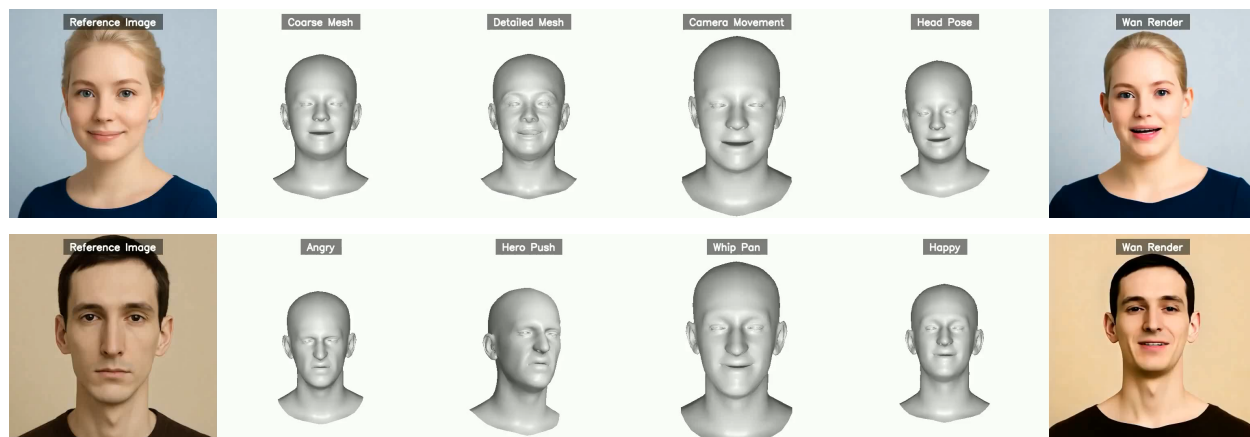 Reference Image
Coarse Mesh
Detailed Mesh
Camera Movement
Head Pose
Wan Render
Reference Image
Angry
Hero Push
Whip Pan
Happy
Wan Render